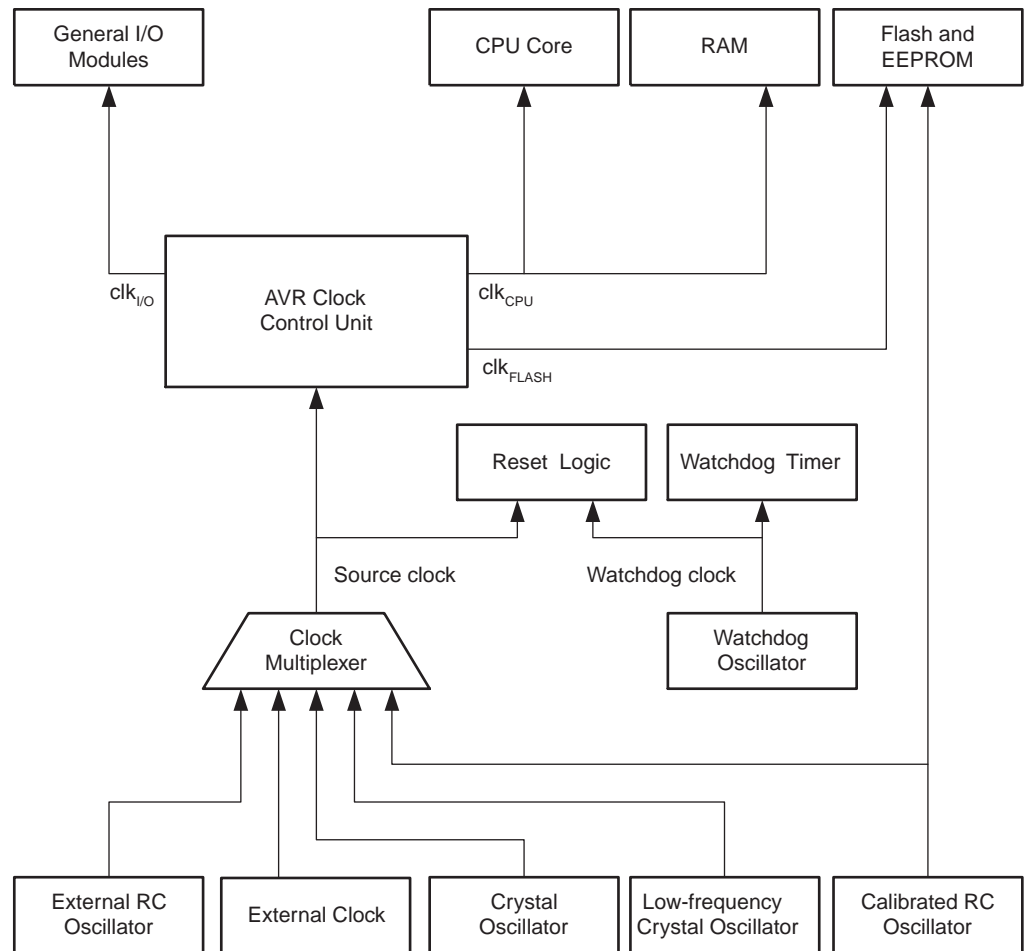 General I/O
Modules
CPU Core
RAM
Flash and
EEPROM
clkI/O
AVR Clock
Control Unit
clkCPU
clkFLASH
Reset Logic
Watchdog Timer
Source clock
Watchdog clock
Clock
Multiplexer
Watchdog
Oscillator
External RC
Oscillator
External Clock
Crystal
Oscillator
Low-frequency
Crystal Oscillator
Calibrated RC
Oscillator